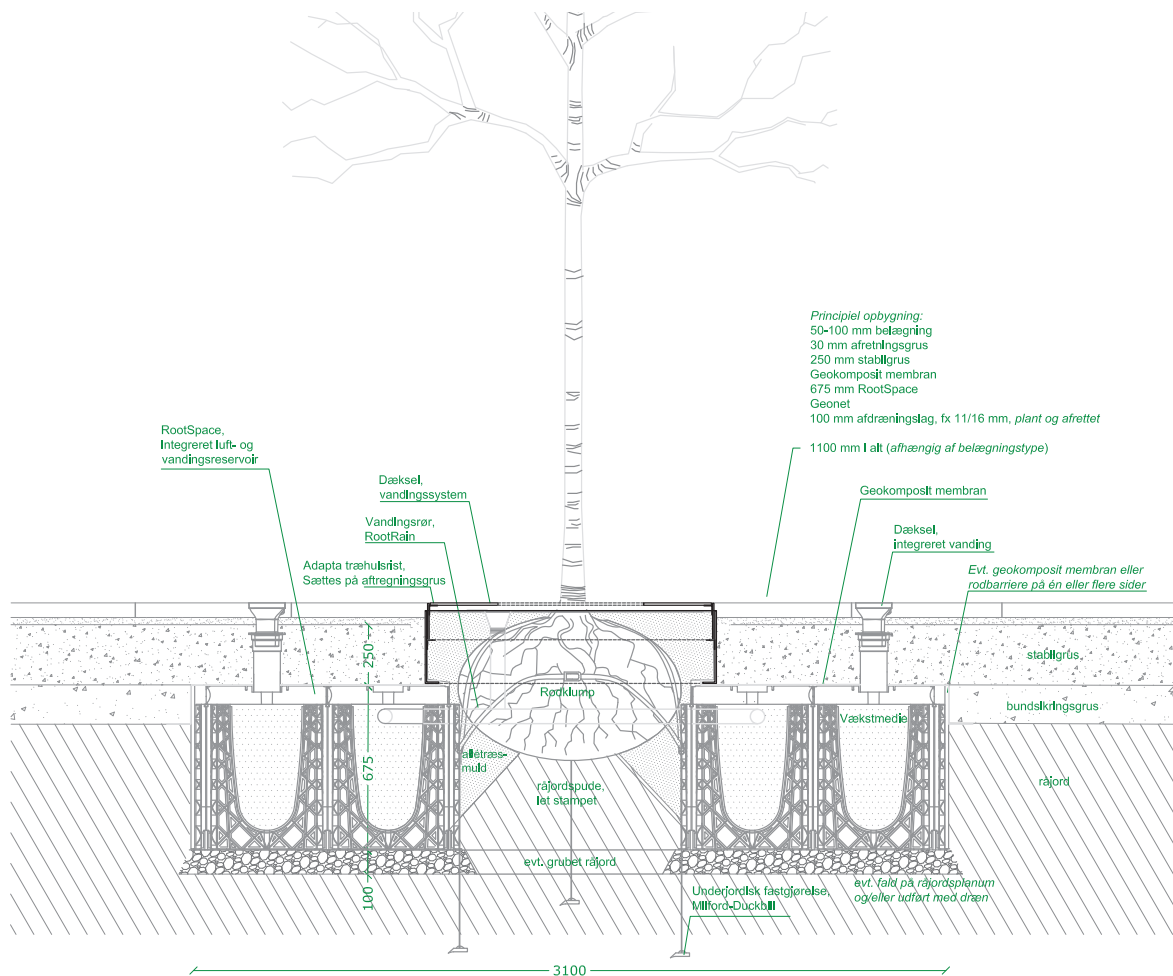 Principiel opbygning:
50-100 mm belægning
30 mm afretningsgrus
250 mm stabilgrus
Geokomposit membran
675 mm RootSpace
Geonet
100 mm afdræningslag, fx 11/16 mm, plant og afrettet
1100 mm I alt (afhængig af belægningstype)
RootSpace,
Integreret luft- og
vandingsreservoir
Dæksel,
vandingssystem
Vandingsrør,
RootRain
Adapta træhulsrist,
Sættes på aftregningsgrus
Geokomposit membran
Dæksel,
integreret vanding
Evt. geokomposit membran eller
rodbarriere på én eller flere sider
250
stabilgrus
Rodklump
bundsikringsgrus
Vækstmedie
allétræs-
muld
675
råjordspude,
let stampet
råjord
evt. grubet råjord
100
Underjordisk fastgjørelse,
Milford-Duckbill
evt. fald på råjordsplanum
og/eller udført med dræn
3100